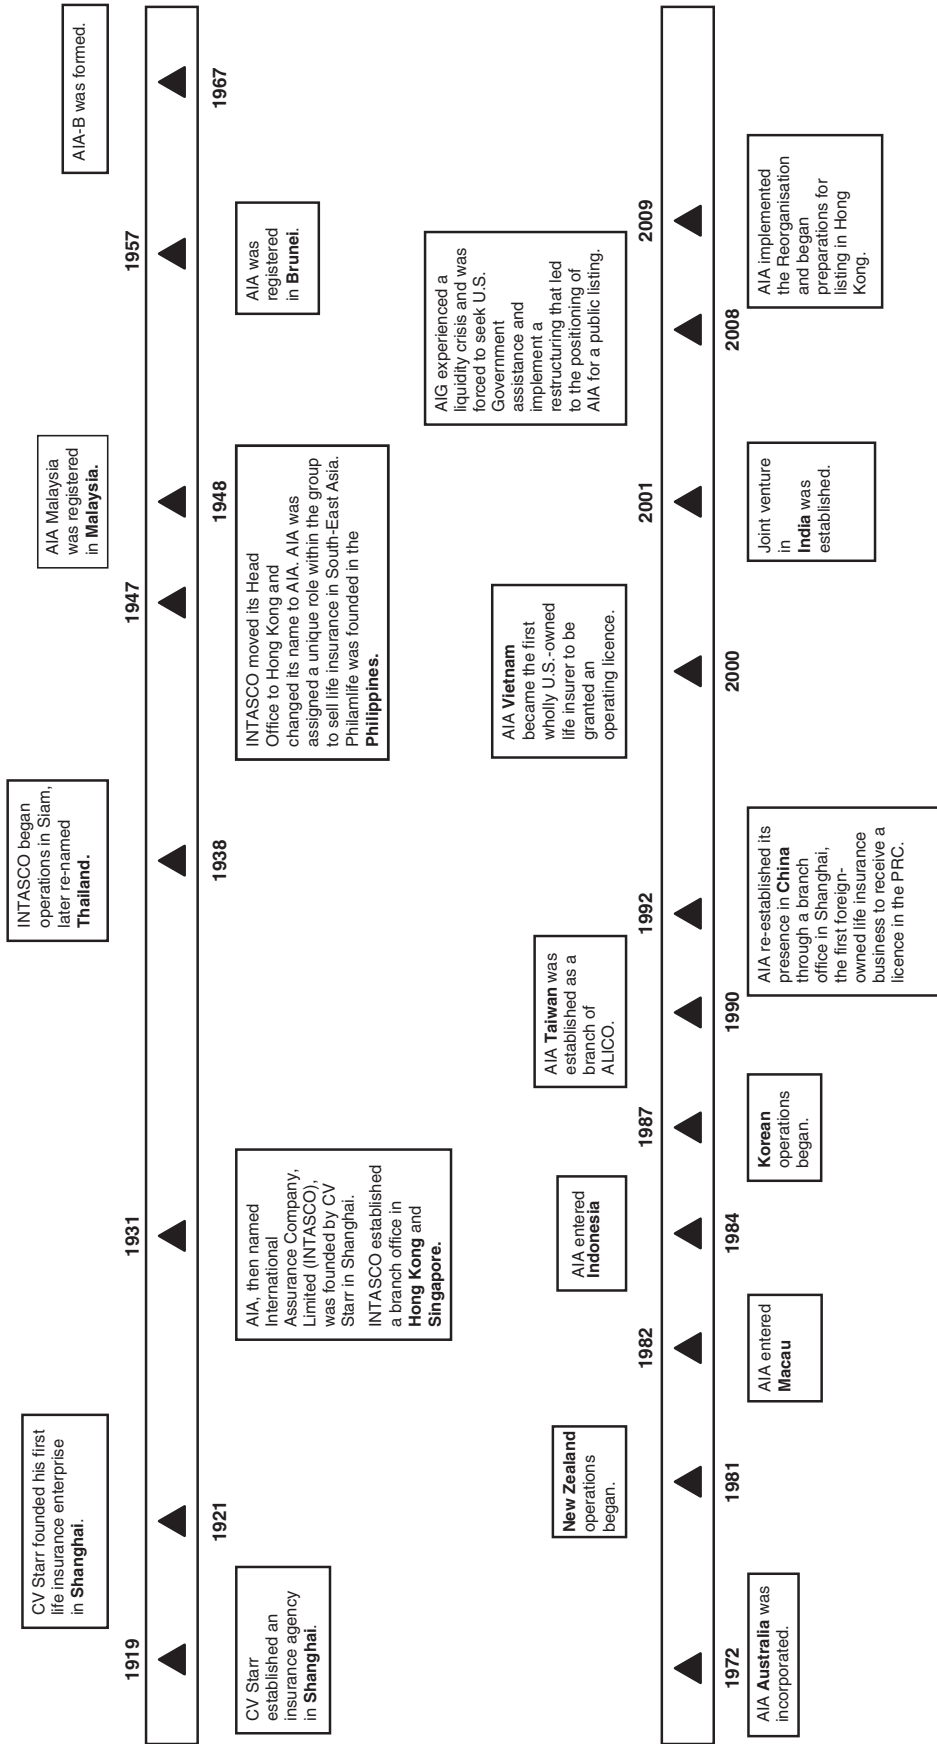 1919
CV Starr
established an
insurance agency
in Shanghai.
CV Starr founded his first
life insurance enterprise
in Shanghai.
1921
1931
AIA, then named
International
Assurance Company,
Limited (INTASCO),
was founded by CV
Starr in Shanghai.
INTASCO established
a branch office in
Hong Kong and
Singapore.
INTASCO began
operations in Siam,
later re-named
Thailand.
1938
1947
INTASCO moved its Head
Office to Hong Kong and
changed its name to AIA. AIA was
assigned a unique role within the group
to sell life insurance in South-East Asia.
Philamlife was founded in the
Philippines.
AIA Malaysia
was registered
in Malaysia.
1948
1957
AIA was
registered
in Brunei.
AIA-B was formed.
1967
1972
AIA Australia was
incorporated.
New Zealand
operations
began.
1981
1982
AIA entered
Macau
AIA entered
Indonesia
1984
1987
Korean
operations
began.
AIA Taiwan was
established as a
branch of
ALICO.
1990
1992
AIA re-established its
presence in China
through a branch
office in Shanghai,
the first foreign-
owned life insurance
business to receive a
licence in the PRC.
AIA Vietnam
became the first
wholly U.S.-owned
life insurer to be
granted an
operating licence.
2000
2001
Joint venture
in
India was
established.
AIG experienced a
liquidity crisis and was
forced to seek U.S.
Government
assistance and
implement a
restructuring that led
to the positioning of
AIA for a public listing.
2008
2009
AIA implemented
the Reorganisation
and began
preparations for
listing in Hong
Kong.